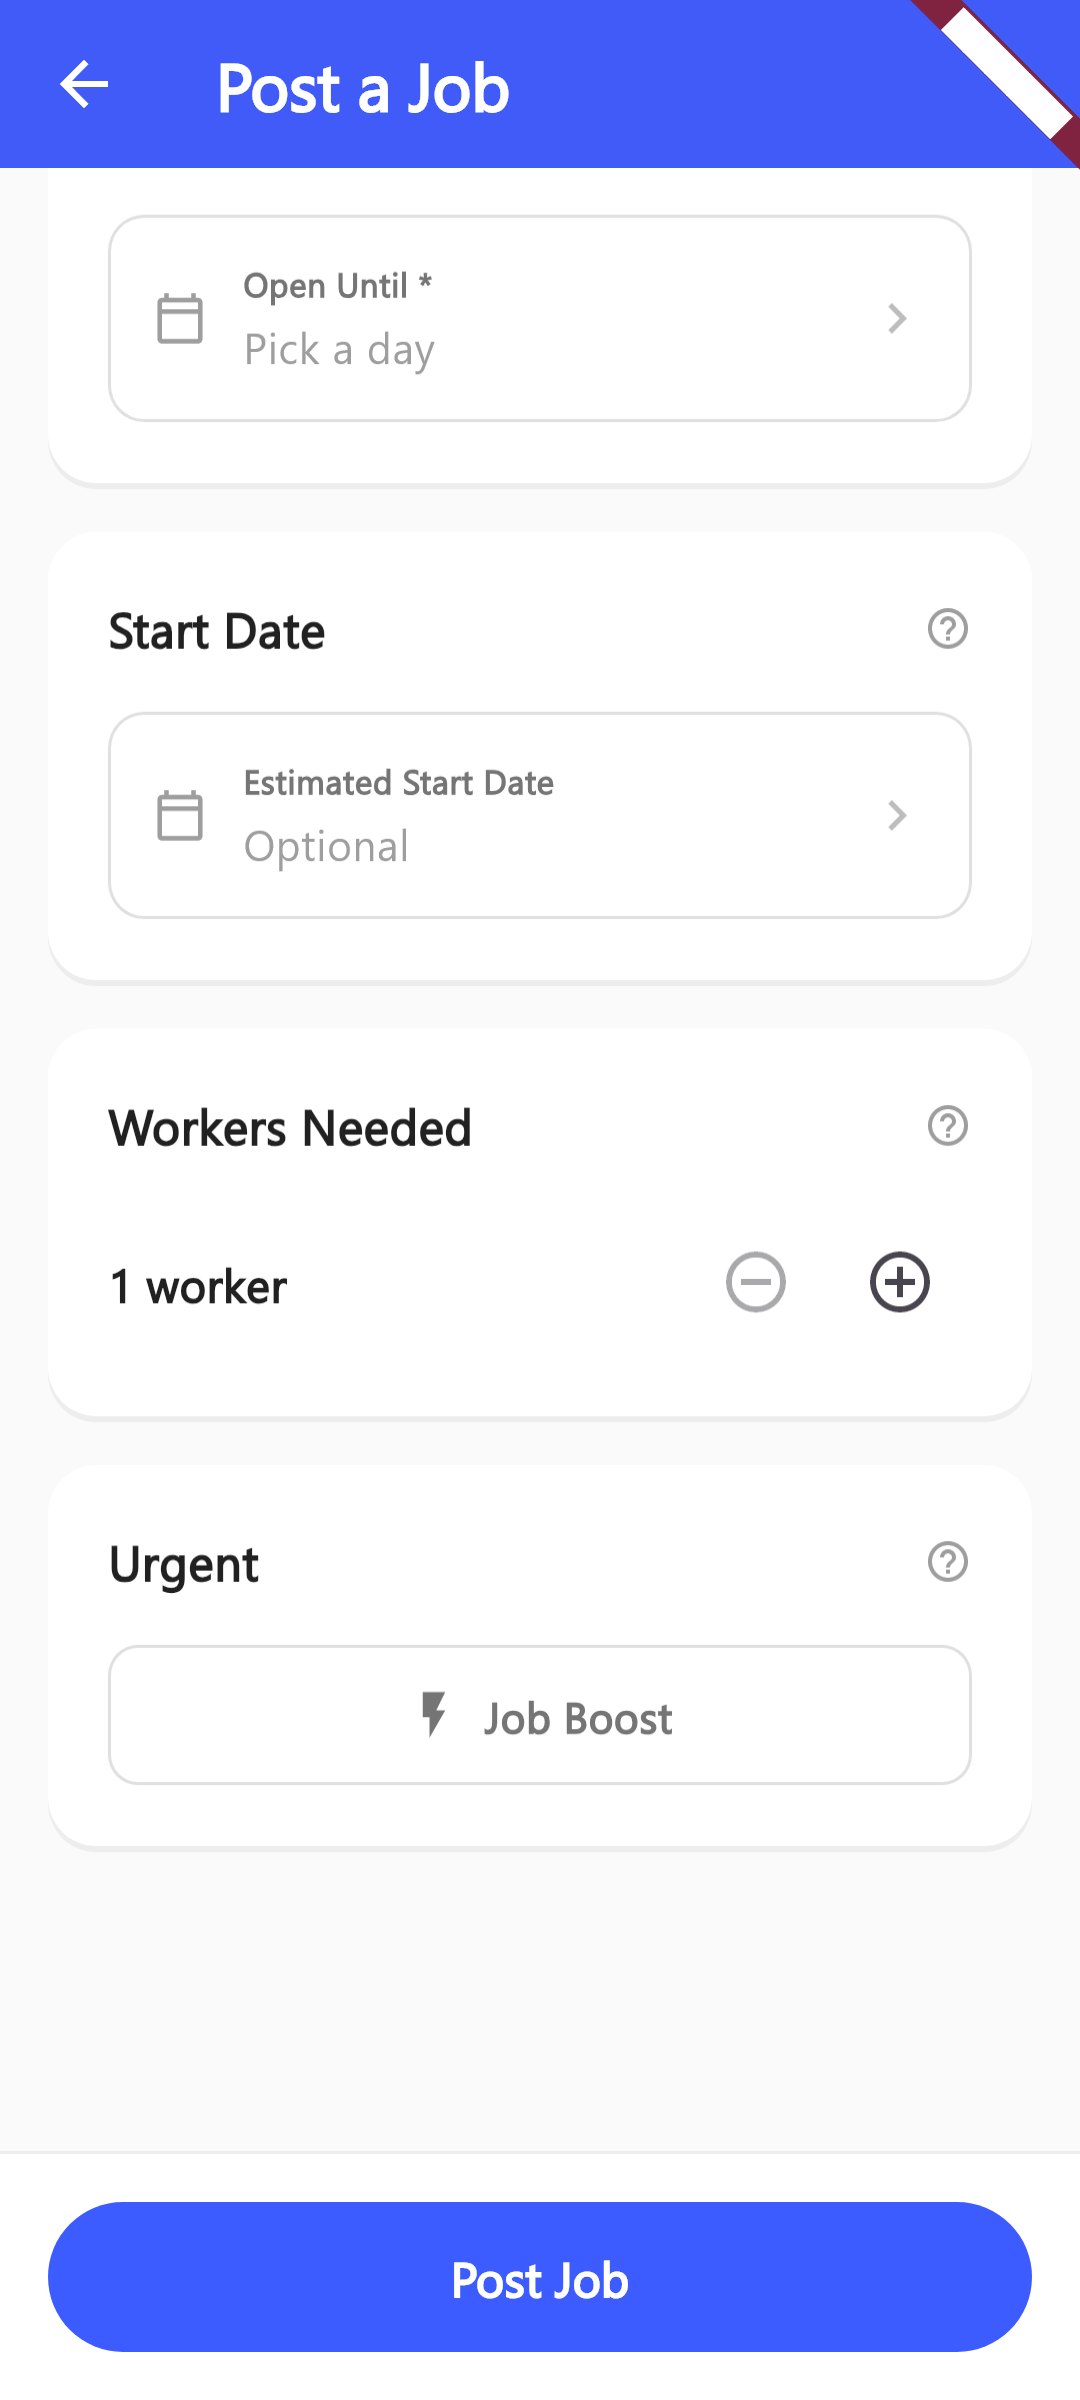 Post a Job
Open Until *
Pick a day
Start Date
Estimated Start Date
Optional
Workers Needed
1 worker
Urgent
Job Boost
Post Job